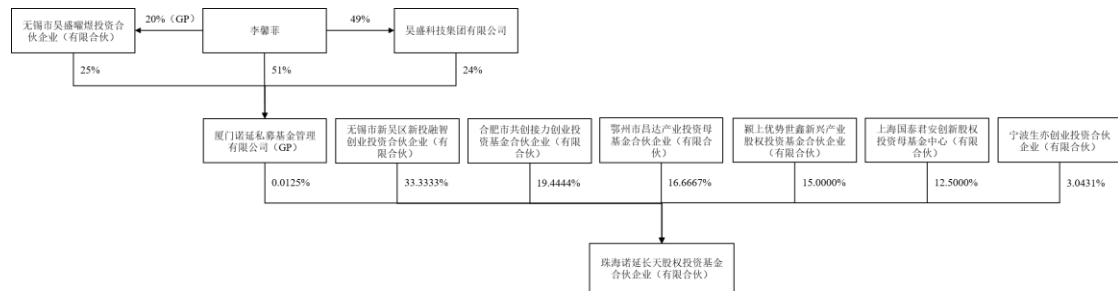 无锡市昊盛曜煜投资合
伙企业（有限合伙）
20%（GP）
李馨菲
49%
昊盛科技集团有限公司
25%
51%
24%
厦门诺延私募基金管理
有限公司（GP）
无锡市新吴区新投融智
创业投资合伙企业（有
限合伙）
合肥市共创接力创业投
资基金合伙企业（有限
合伙）
鄂州市昌达产业投资母
基金合伙企业（有限合
伙）
颍上优势世鑫新兴产业
股权投资基金合伙企业
（有限合伙）
上海国泰君安创新股权
投资母基金中心（有限
合伙）
宁波生亦创业投资合伙
企业（有限合伙）
0.0125%
33.3333%
19.4444%
16.6667%
15.0000%
12.5000%
3.0431%
珠海诺延长天股权投资基金
合伙企业（有限合伙）